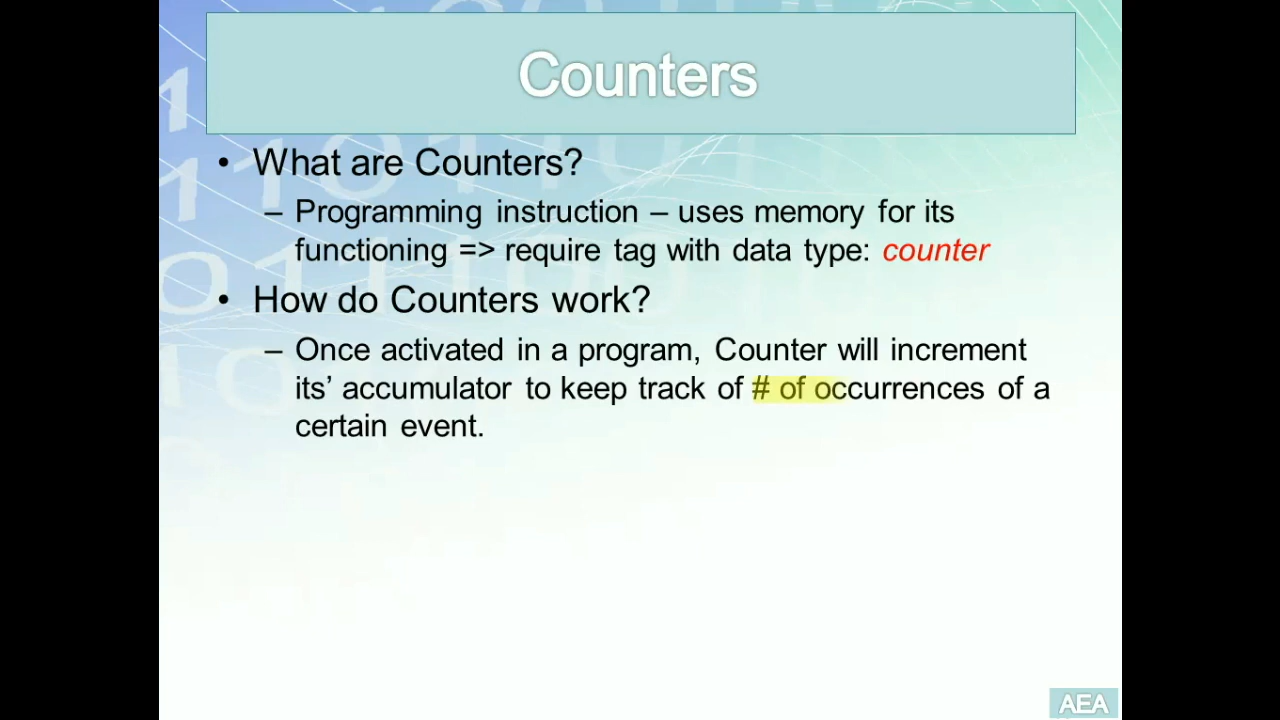 Counters
• What are Counters?
– Programming instruction – uses memory for its
functioning => require tag with data type: counter
• How do Counters work?
– Once activated in a program, Counter will increment
its’ accumulator to keep track of # of occurrences of a
certain event.
AEA